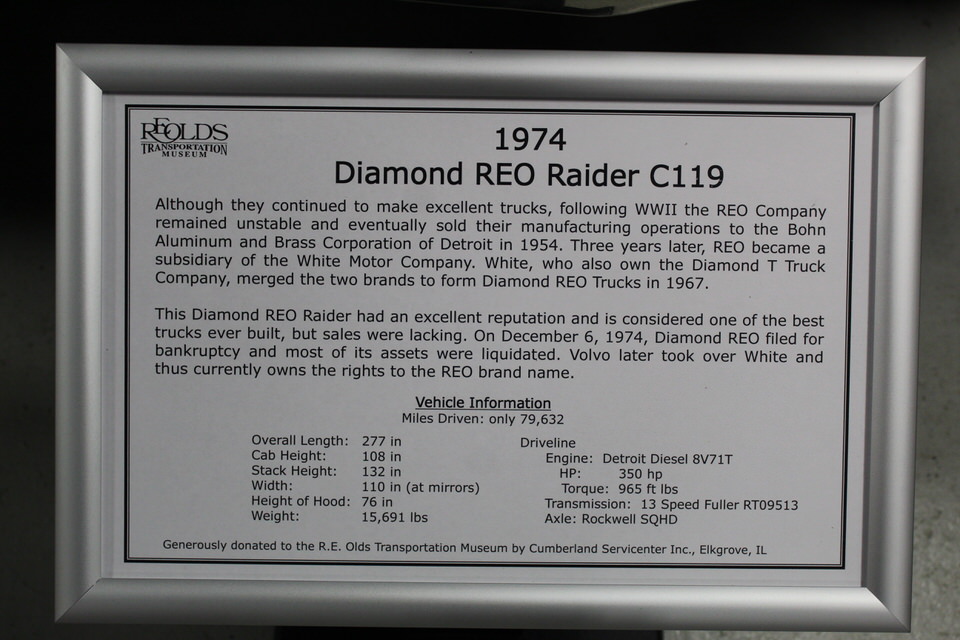 REOLDS
TRANSPORTATION
MUSEUM
1974
Diamond REO Raider C119
Although they continued to make excellent trucks, following WWII the REO Company
remained unstable and eventually sold their manufacturing operations to the Bohn
Aluminum and Brass Corporation of Detroit in 1954. Three years later, REO became a
subsidiary of the White Motor Company. White, who also own the Diamond T Truck
Company, merged the two brands to form Diamond REO Trucks in 1967.
This Diamond REO Raider had an excellent reputation and is considered one of the best
trucks ever built, but sales were lacking. On December 6, 1974, Diamond REO filed for
bankruptcy and most of its assets were liquidated. Volvo later took over White and
thus currently owns the rights to the REO brand name.
Vehicle Information
Miles Driven: only 79,632
Overall Length: 277 in
Cab Height: 108 in
Stack Height: 132 in
Width: 110 in (at mirrors)
Height of Hood: 76 in
Weight: 15,691 lbs
Driveline
Engine: Detroit Diesel 8V71T
HP: 350 hp
Torque: 965 ft lbs
Transmission: 13 Speed Fuller RT09513
Axle: Rockwell SQHD
Generously donated to the R.E. Olds Transportation Museum by Cumberland Servicenter Inc., Elkgrove, IL